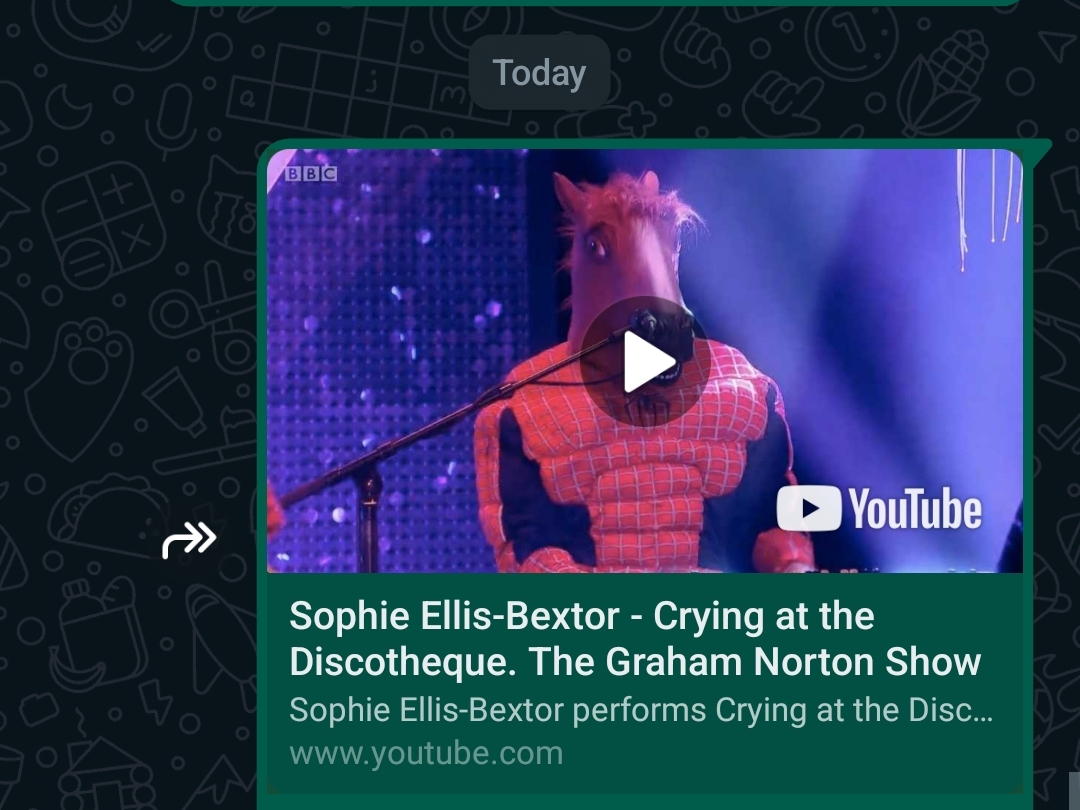 Today
BBC
YouTube
Sophie Ellis-Bextor - Crying at the
Discotheque. The Graham Norton Show
Sophie Ellis-Bextor performs Crying at the Disc…
www.youtube.com